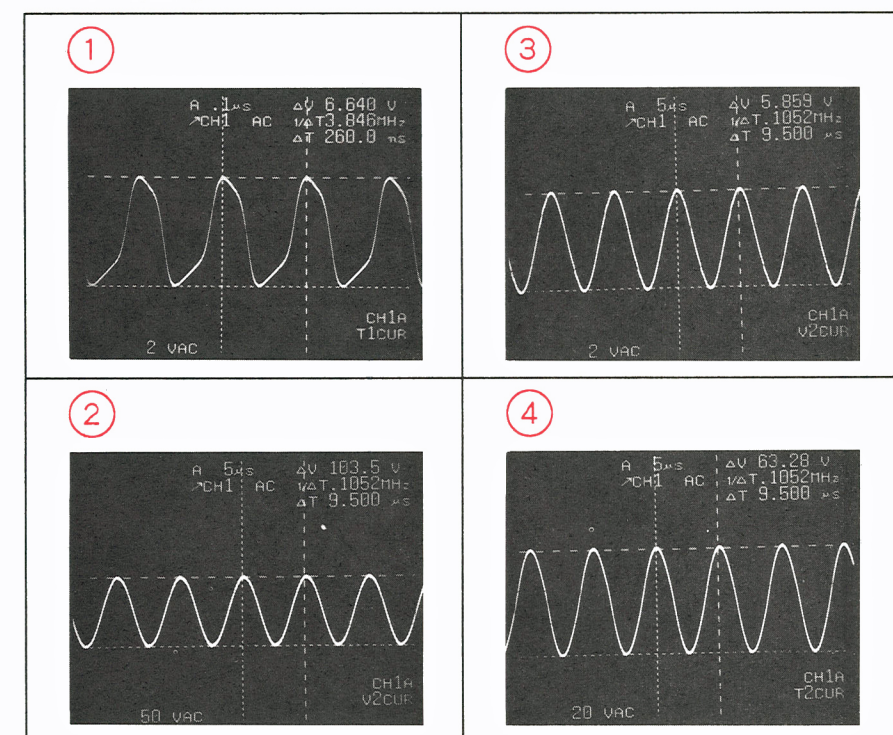 1
A .1μs ΔV 6.640 V
↗CH1 AC 1/ΔT3.846MHz
ΔT 260.0 ns
CH1A
T1CUR
2 VAC
3
A 5μs ΔV 5.859 V
↗CH1 AC 1/ΔT.1052MHz
ΔT 9.500 μs
CH1A
V2CUR
2 VAC
2
A 5μs ΔV 103.5 V
↗CH1 AC 1/ΔT.1052MHz
ΔT 9.500 μs
CH1A
V2CUR
50 VAC
4
A 5μs ΔV 63.28 V
↗CH1 AC 1/ΔT.1052MHz
ΔT 9.500 μs
CH1A
T2CUR
20 VAC